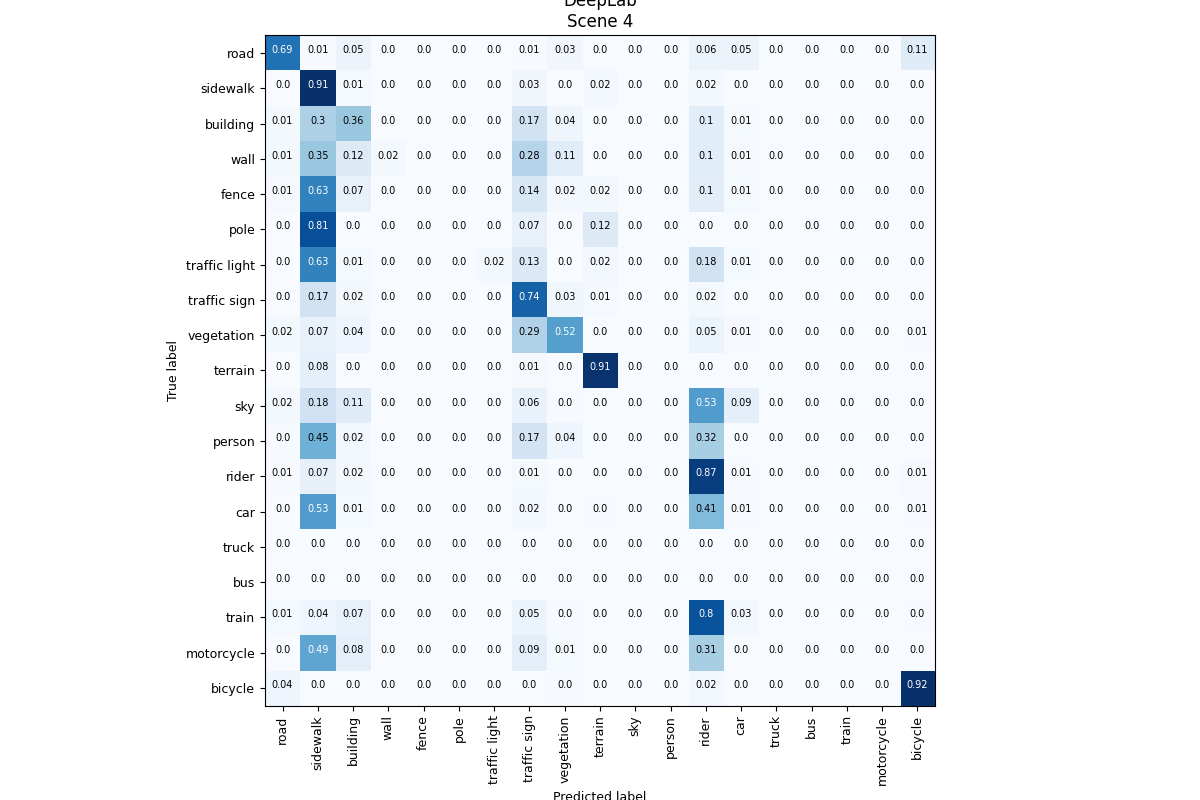 DeepLab
Scene 4
road 0.69 0.01 0.05 0.0 0.0 0.0 0.0 0.01 0.03 0.0 0.0 0.0 0.06 0.05 0.0 0.0 0.0 0.0 0.11
sidewalk 0.0 0.91 0.01 0.0 0.0 0.0 0.0 0.03 0.0 0.02 0.0 0.0 0.02 0.0 0.0 0.0 0.0 0.0 0.0
building 0.01 0.3 0.36 0.0 0.0 0.0 0.0 0.17 0.04 0.0 0.0 0.0 0.1 0.01 0.0 0.0 0.0 0.0 0.0
wall 0.01 0.35 0.12 0.02 0.0 0.0 0.0 0.28 0.11 0.0 0.0 0.0 0.1 0.01 0.0 0.0 0.0 0.0 0.0
fence 0.01 0.63 0.07 0.0 0.0 0.0 0.0 0.14 0.02 0.02 0.0 0.0 0.1 0.01 0.0 0.0 0.0 0.0 0.0
pole 0.0 0.81 0.0 0.0 0.0 0.0 0.0 0.07 0.0 0.12 0.0 0.0 0.0 0.0 0.0 0.0 0.0 0.0 0.0
traffic light 0.0 0.63 0.01 0.0 0.0 0.0 0.02 0.13 0.0 0.02 0.0 0.0 0.18 0.01 0.0 0.0 0.0 0.0 0.0
traffic sign 0.0 0.17 0.02 0.0 0.0 0.0 0.0 0.74 0.03 0.01 0.0 0.0 0.02 0.0 0.0 0.0 0.0 0.0 0.0
vegetation 0.02 0.07 0.04 0.0 0.0 0.0 0.0 0.29 0.52 0.0 0.0 0.0 0.05 0.01 0.0 0.0 0.0 0.0 0.01
terrain 0.0 0.08 0.0 0.0 0.0 0.0 0.0 0.01 0.0 0.91 0.0 0.0 0.0 0.0 0.0 0.0 0.0 0.0 0.0
sky 0.02 0.18 0.11 0.0 0.0 0.0 0.0 0.06 0.0 0.0 0.0 0.0 0.53 0.09 0.0 0.0 0.0 0.0 0.0
person 0.0 0.45 0.02 0.0 0.0 0.0 0.0 0.17 0.04 0.0 0.0 0.0 0.32 0.0 0.0 0.0 0.0 0.0 0.0
rider 0.01 0.07 0.02 0.0 0.0 0.0 0.0 0.01 0.0 0.0 0.0 0.0 0.87 0.01 0.0 0.0 0.0 0.0 0.01
car 0.0 0.53 0.01 0.0 0.0 0.0 0.0 0.02 0.0 0.0 0.0 0.0 0.41 0.01 0.0 0.0 0.0 0.0 0.01
truck 0.0 0.0 0.0 0.0 0.0 0.0 0.0 0.0 0.0 0.0 0.0 0.0 0.0 0.0 0.0 0.0 0.0 0.0 0.0
bus 0.0 0.0 0.0 0.0 0.0 0.0 0.0 0.0 0.0 0.0 0.0 0.0 0.0 0.0 0.0 0.0 0.0 0.0 0.0
train 0.01 0.04 0.07 0.0 0.0 0.0 0.0 0.05 0.0 0.0 0.0 0.0 0.8 0.03 0.0 0.0 0.0 0.0 0.0
motorcycle 0.0 0.49 0.08 0.0 0.0 0.0 0.0 0.09 0.01 0.0 0.0 0.0 0.31 0.0 0.0 0.0 0.0 0.0 0.0
bicycle 0.04 0.0 0.0 0.0 0.0 0.0 0.0 0.0 0.0 0.0 0.0 0.0 0.02 0.0 0.0 0.0 0.0 0.0 0.92
True label
road sidewalk building wall fence pole traffic light traffic sign vegetation terrain sky person rider car truck bus train motorcycle bicycle
Predicted label